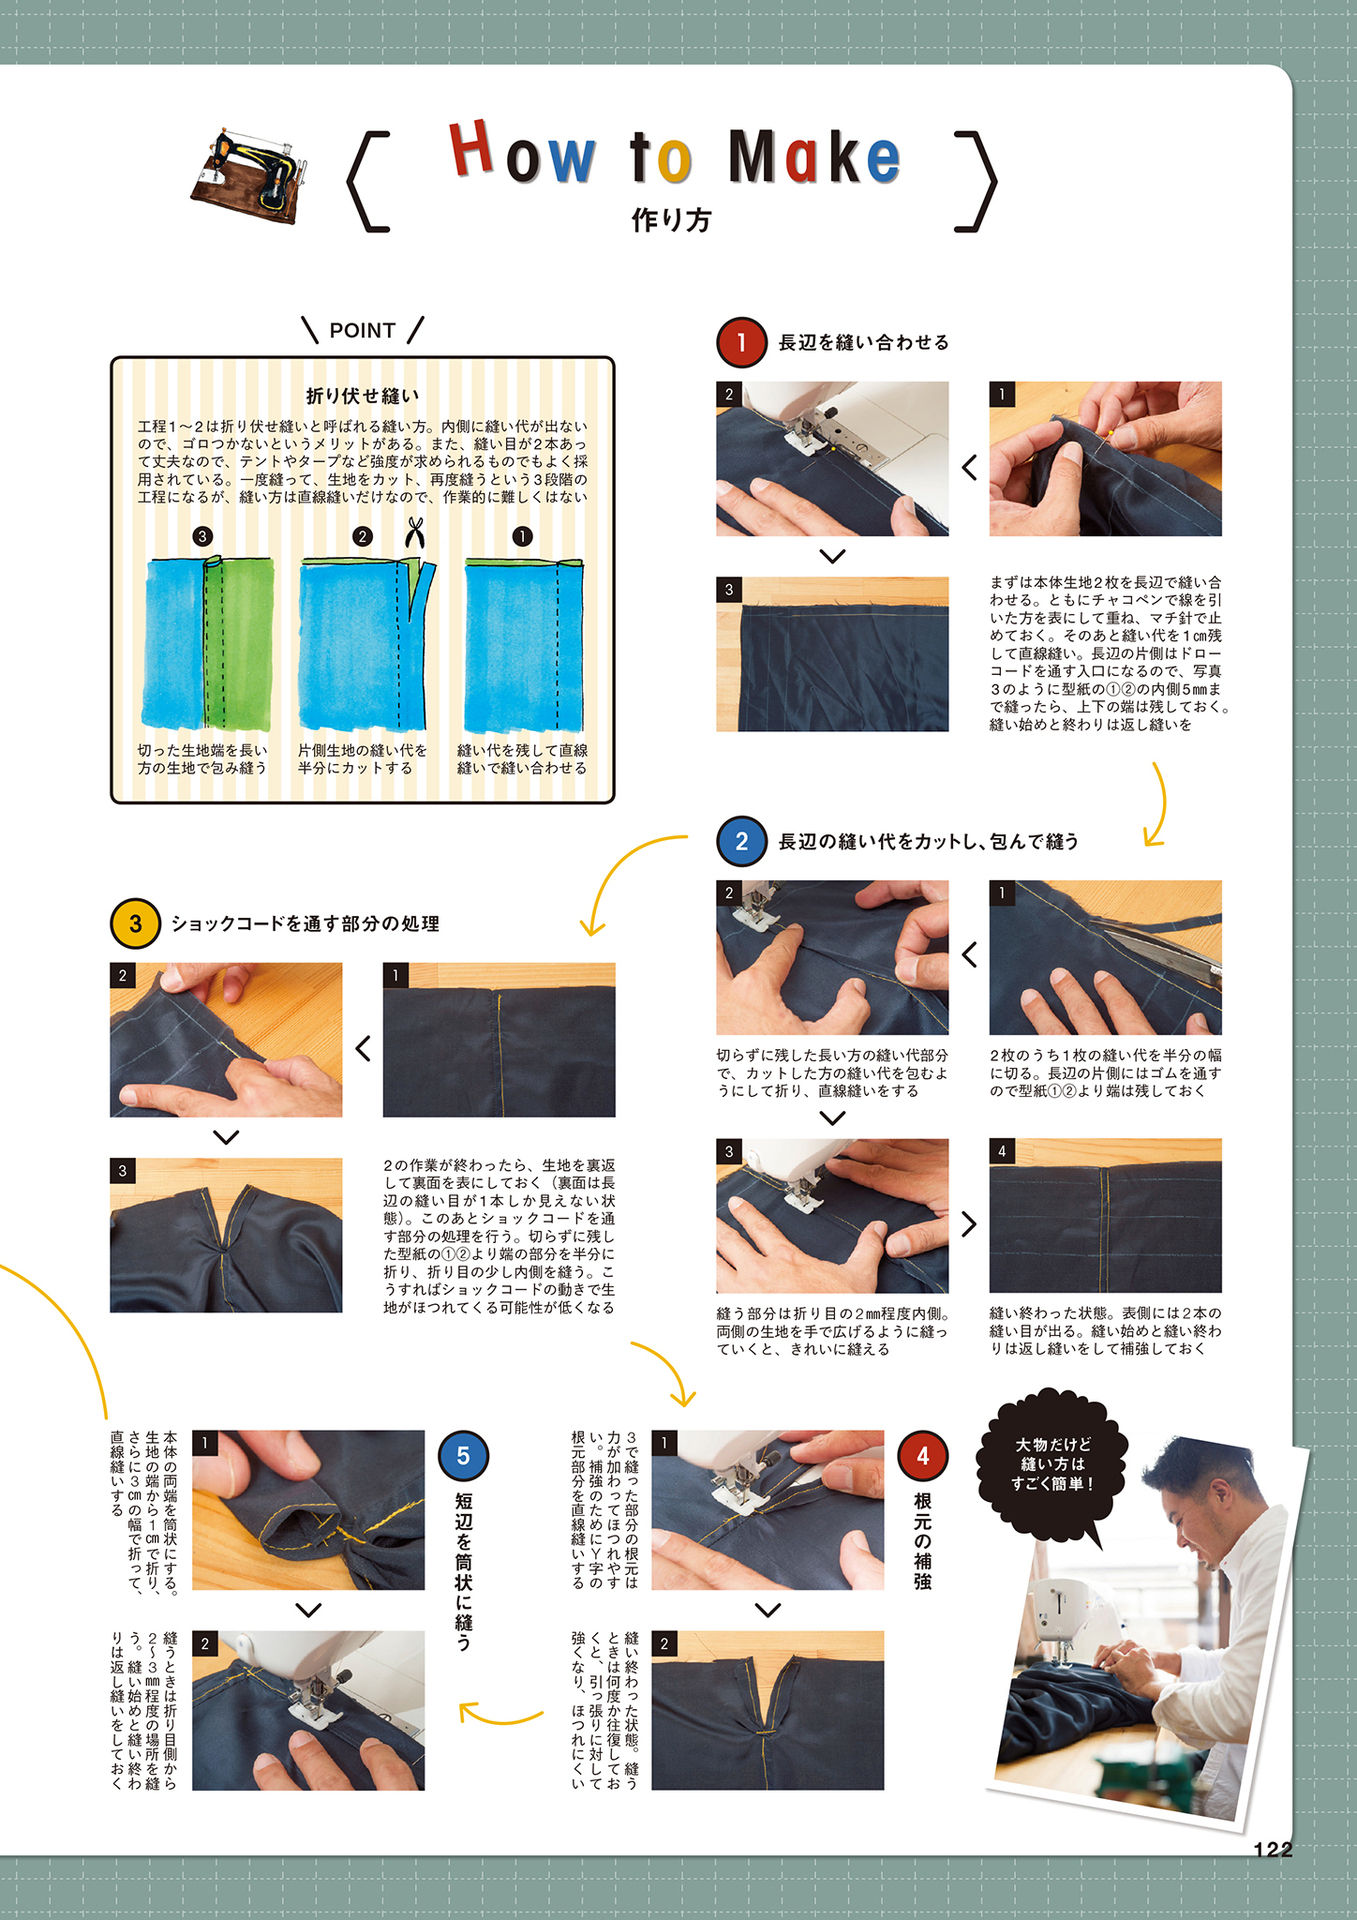 How to Make
作り方
1 長辺を縫い合わせる
1
2
3
まずは本体生地2枚を長辺で縫い合
わせる。ともにチャコペンで線を引
いた方を表にして重ね、マチ針で止
めておく。そのあと縫い代を1㎝残
して直線縫い。長辺の片側はドロー
コードを通す入口になるので、写真
3のように型紙の①②の内側5㎜ま
で縫ったら、上下の端は残しておく。
縫い始めと終わりは返し縫いを
POINT
折り伏せ縫い
工程1〜2は折り伏せ縫いと呼ばれる縫い方。内側に縫い代が出ない
ので、ゴロつかないというメリットがある。また、縫い目が2本あっ
て丈夫なので、テントやタープなど強度が求められるものでもよく採
用されている。一度縫って、生地をカット、再度縫うという3段階の
工程になるが、縫い方は直線縫いだけなので、作業的に難しくはない
1
縫い代を残して直線
縫いで縫い合わせる
2
片側生地の縫い代を
半分にカットする
3
切った生地端を長い
方の生地で包み縫う
2 長辺の縫い代をカットし、包んで縫う
1
2枚のうち1枚の縫い代を半分の幅
に切る。長辺の片側にはゴムを通す
ので型紙①②より端は残しておく
2
切らずに残した長い方の縫い代部分
で、カットした方の縫い代を包むよ
うにして折り、直線縫いをする
3
縫う部分は折り目の2㎜程度内側。
両側の生地を手で広げるように縫っ
ていくと、きれいに縫える
4
縫い終わった状態。表側には2本の
縫い目が出る。縫い始めと縫い終わ
りは返し縫いをして補強しておく
3 ショックコードを通す部分の処理
1
2
3
2の作業が終わったら、生地を裏返
して裏面を表にしておく（裏面は長
辺の縫い目が1本しか見えない状
態）。このあとショックコードを通
す部分の処理を行う。切らずに残し
た型紙の①②より端の部分を半分に
折り、折り目の少し内側を縫う。こ
うすればショックコードの動きで生
地がほつれてくる可能性が低くなる
4 根元の補強
1
3で縫った部分の根元は
力が加わってほつれやす
い。補強のためにY字の
根元部分を直線縫いする
2
縫い終わった状態。縫う
ときは何度か往復してお
くと、引っ張りに対して
強くなり、ほつれにくい
5 短辺を筒状に縫う
1
本体の両端を筒状にする。
生地の端から1㎝で折り、
さらに3㎝の幅で折って、
直線縫いする
2
縫うときは折り目側から
2〜3㎜程度の場所を縫
う。縫い始めと縫い終わ
りは返し縫いをしておく
大物だけど
縫い方は
すごく簡単！
122